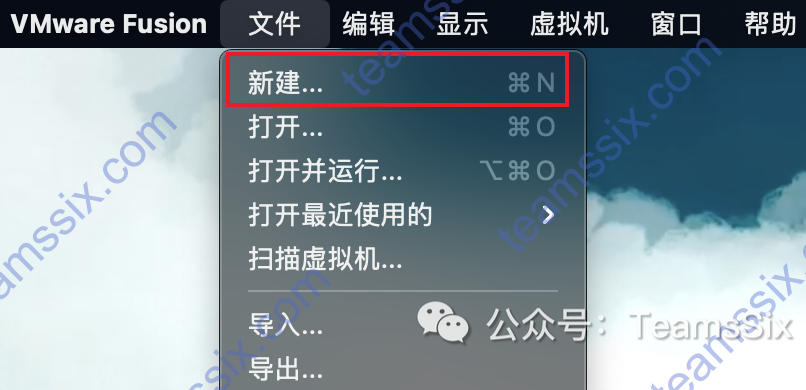 VMware Fusion 文件 编辑 显示 虚拟机 窗口 帮助
新建... ⌘N
打开... ⌘O
打开并运行... ⌥⌘O
打开最近使用的 >
扫描虚拟机...
导入...
导出...
公众号：TeamsSix
teamssix.com
teamssix.com
teamssix.com
teamssix.com
teamssix.com